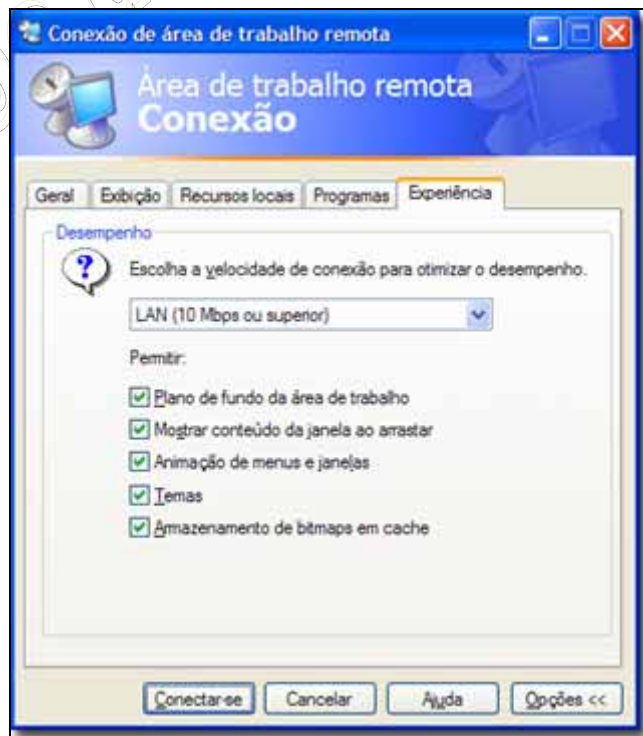 Conexão de área de trabalho remota
Área de trabalho remota
Conexão
Geral Exibição Recursos locais Programas Experiência
Desempenho
Escolha a velocidade de conexão para otimizar o desempenho.
LAN (10 Mbps ou superior)
Permitir:
Plano de fundo da área de trabalho
Mostrar conteúdo da janela ao arrastar
Animação de menus e janelas
Temas
Armazenamento de bitmaps em cache
Conectar-se Cancelar Ajuda Opções <<